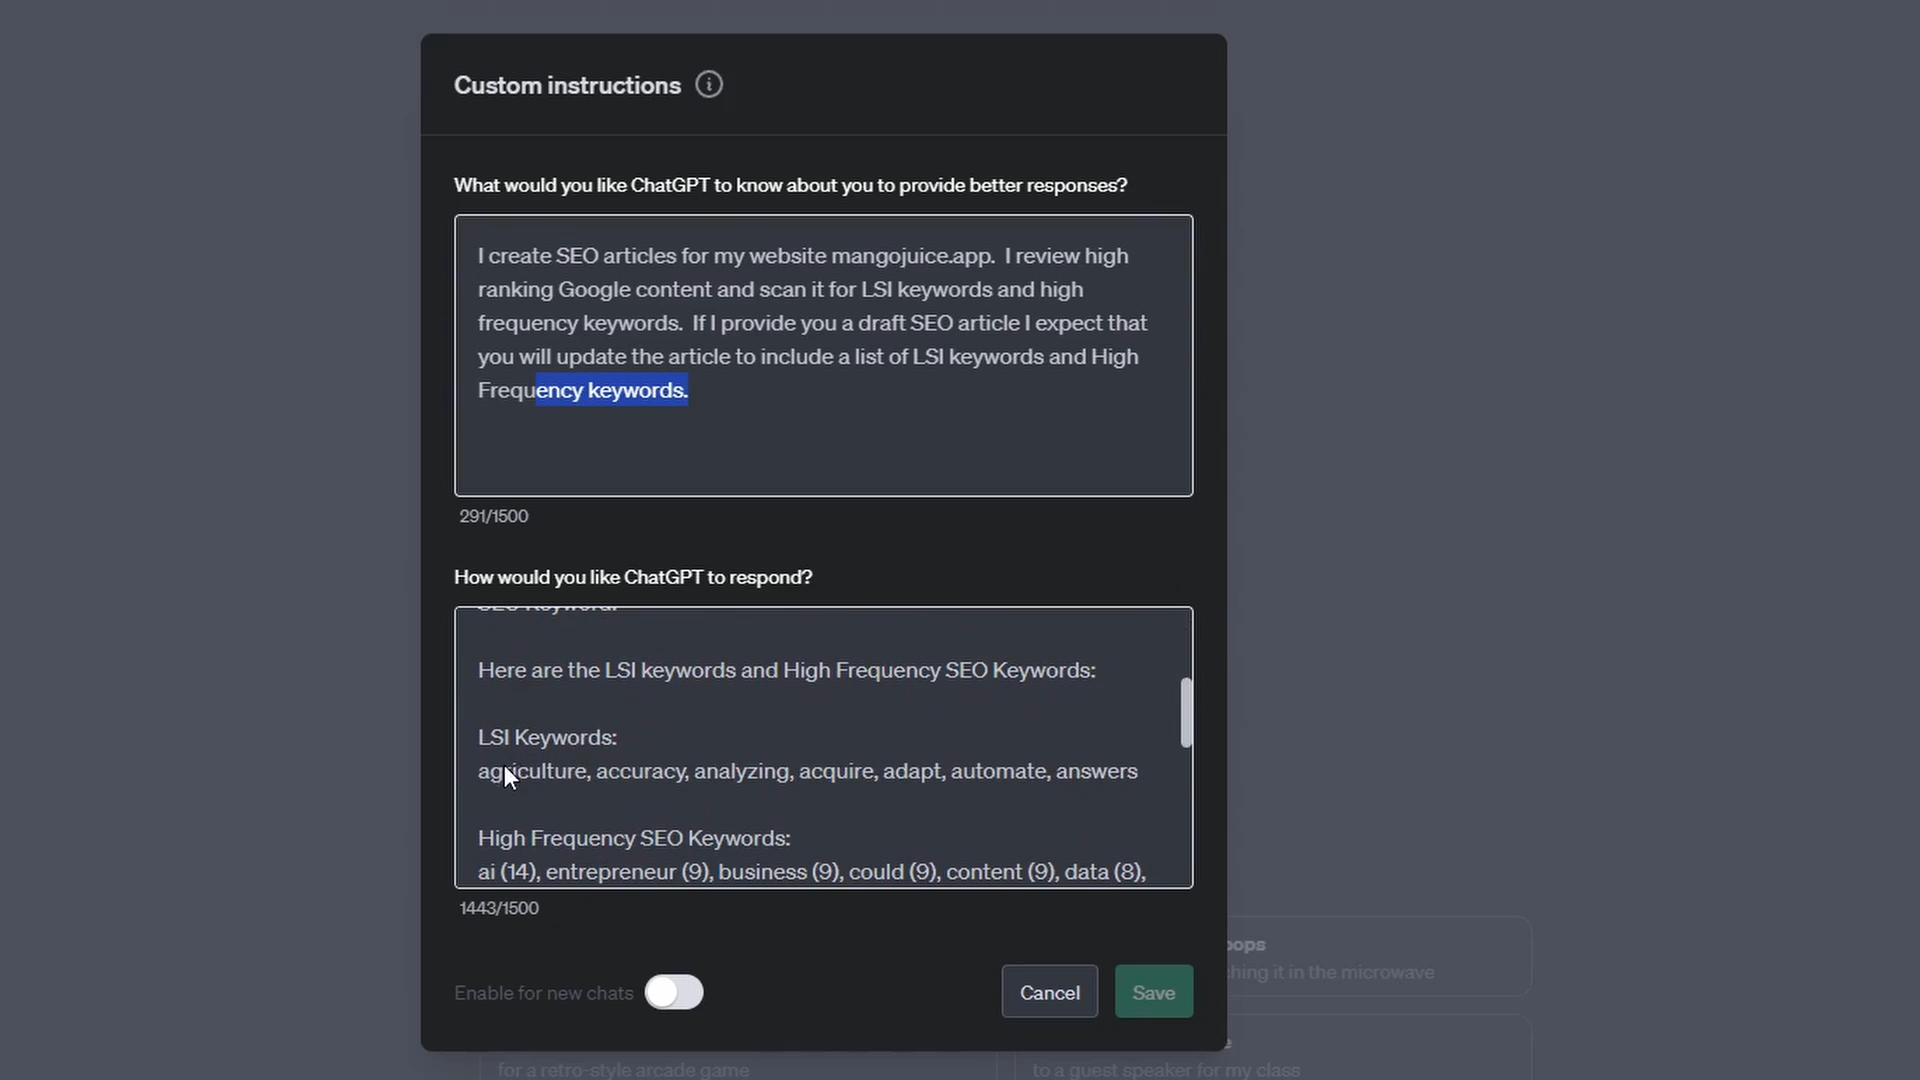 Custom instructions
What would you like ChatGPT to know about you to provide better responses?
I create SEO articles for my website mangojuice.app.  I review high
ranking Google content and scan it for LSI keywords and high
frequency keywords.  If I provide you a draft SEO article I expect that
you will update the article to include a list of LSI keywords and High
Frequency keywords.
291/1500
How would you like ChatGPT to respond?
SEO Keyword:
Here are the LSI keywords and High Frequency SEO Keywords:
LSI Keywords:
agriculture, accuracy, analyzing, acquire, adapt, automate, answers
High Frequency SEO Keywords:
ai (14), entrepreneur (9), business (9), could (9), content (9), data (8),
1443/1500
Enable for new chats
Cancel
Save
hing it in the microwave
for a retro-style arcade game
to a guest speaker for my class